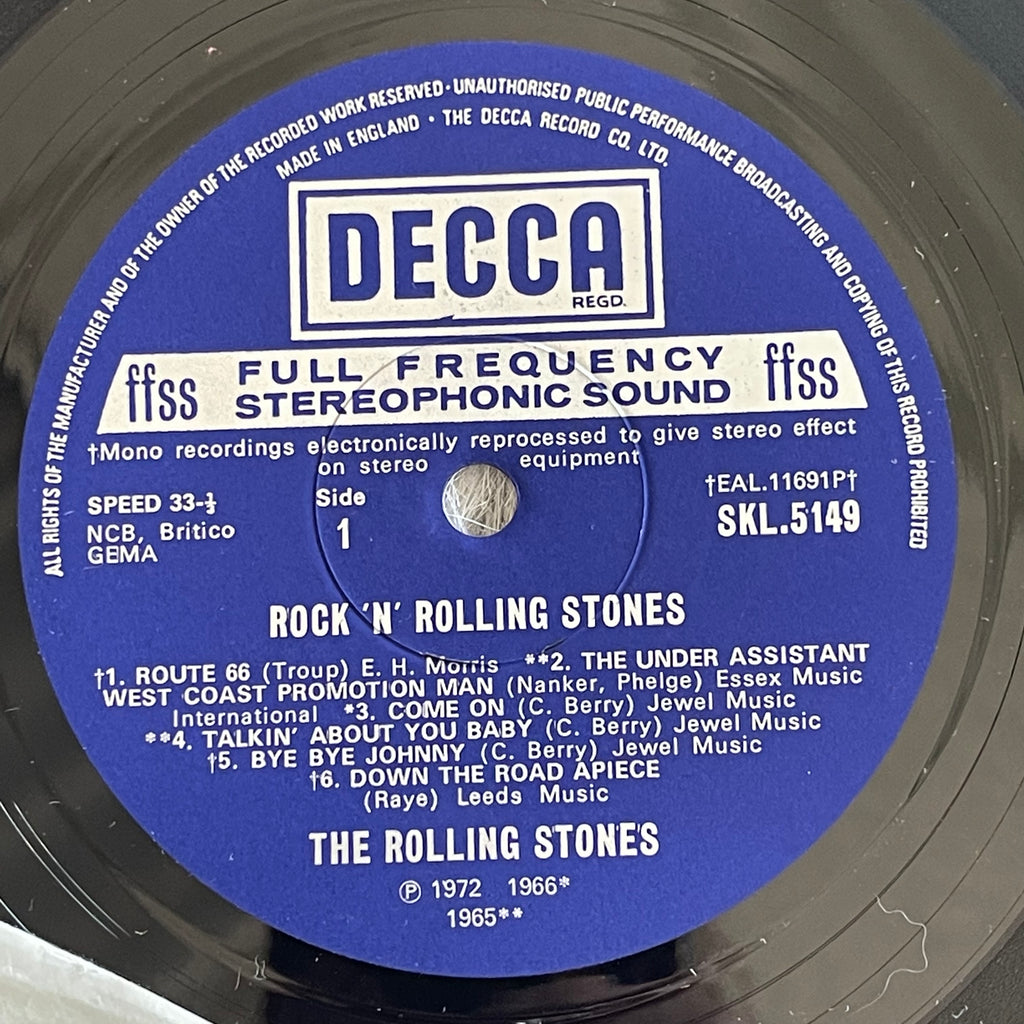 ALL RIGHTS OF THE MANUFACTURER AND OF THE OWNER OF THE RECORDED WORK RESERVED · UNAUTHORISED PUBLIC PERFORMANCE BROADCASTING AND COPYING OF THIS RECORD PROHIBITED
MADE IN ENGLAND · THE DECCA RECORD CO. LTD.
DECCA
REGD.
ffss FULL FREQUENCY ffss
STEREOPHONIC SOUND
†Mono recordings electronically reprocessed to give stereo effect
on stereo equipment
SPEED 33-⅓
NCB, Britico
GEMA
Side
1
†EAL.11691P†
SKL.5149
ROCK 'N' ROLLING STONES
†1. ROUTE 66 (Troup) E. H. Morris **2. THE UNDER ASSISTANT
WEST COAST PROMOTION MAN (Nanker, Phelge) Essex Music
International *3. COME ON (C. Berry) Jewel Music
**4. TALKIN' ABOUT YOU BABY (C. Berry) Jewel Music
†5. BYE BYE JOHNNY (C. Berry) Jewel Music
†6. DOWN THE ROAD APIECE
(Raye) Leeds Music
THE ROLLING STONES
℗ 1972 1966*
1965**